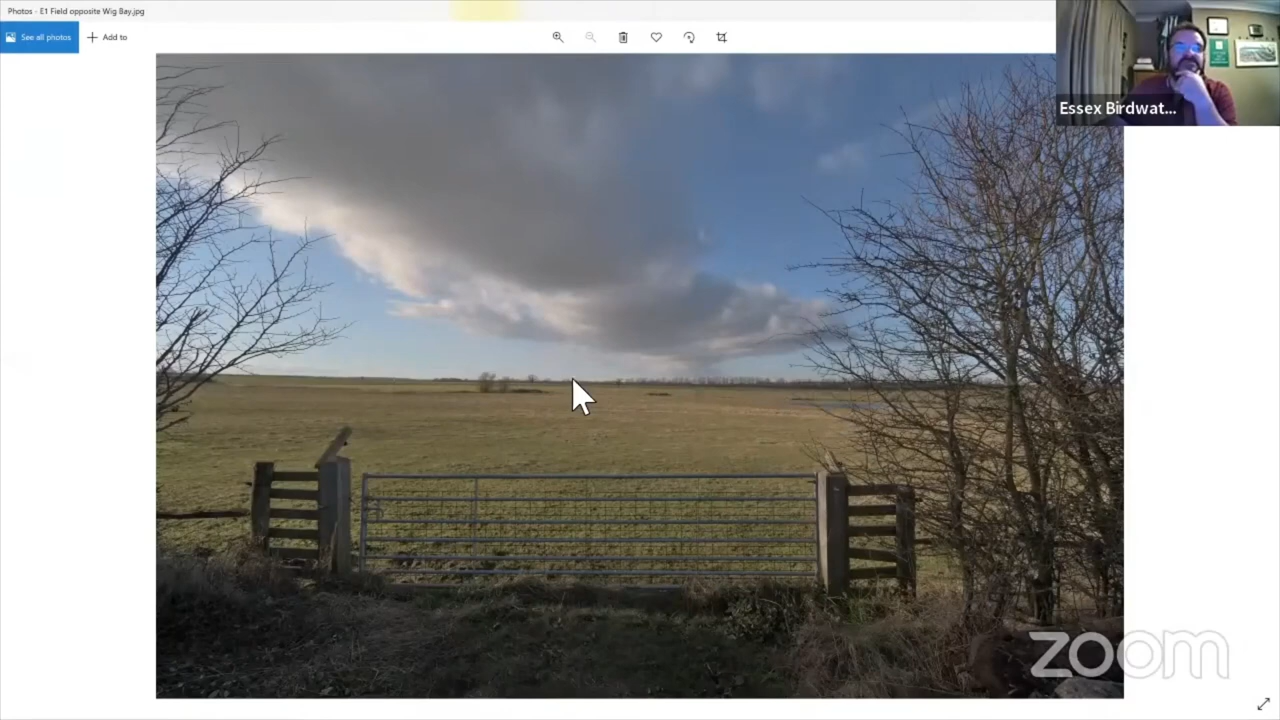 Photos - E1 Field opposite Wig Bay.jpg
See all photos
Add to
Essex Birdwat...
zoom